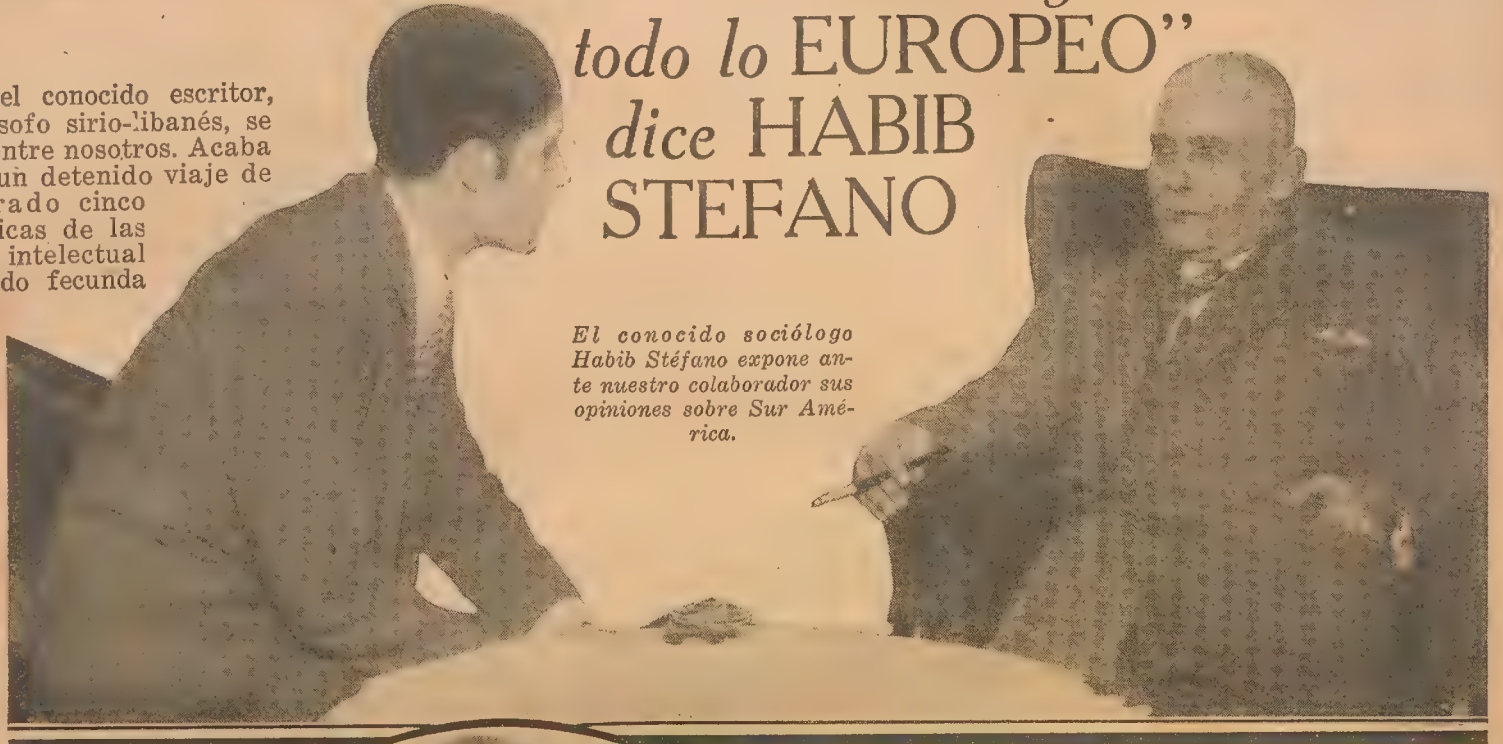 todo lo EUROPEO”
dice HABIB
STEFANO
el conocido escritor,
sofo sirio-libanés, se
ntre nosotros. Acaba
un detenido viaje de
rado cinco
icas de las
intelectual
do fecunda
El conocido sociólogo
Habib Stéfano expone an-
te nuestro colaborador sus
opiniones sobre Sur Amé-
rica.